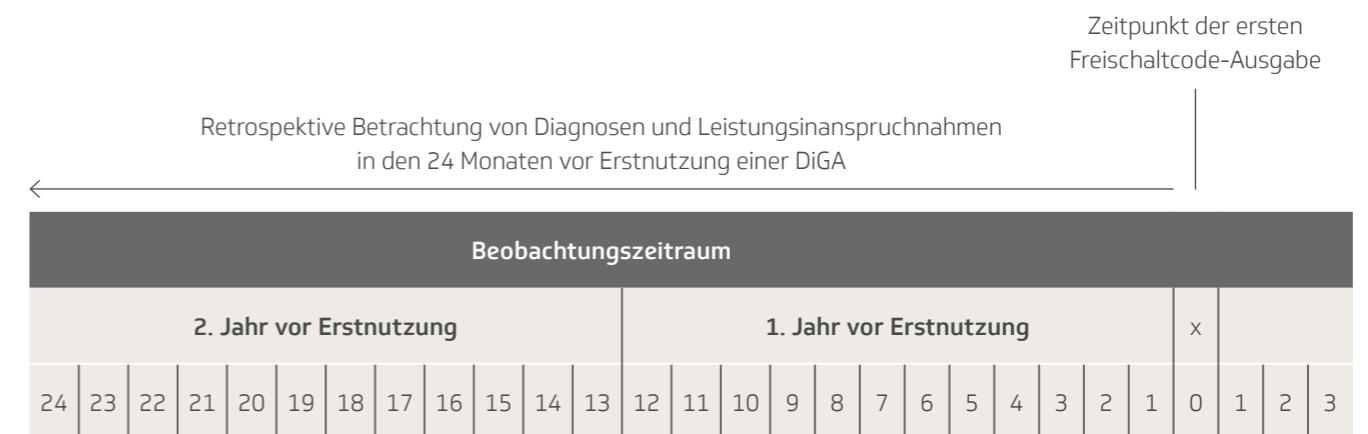 Zeitpunkt der ersten
Freischaltcode-Ausgabe
Retrospektive Betrachtung von Diagnosen und Leistungsinanspruchnahmen
in den 24 Monaten vor Erstnutzung einer DiGA
Beobachtungszeitraum
2. Jahr vor Erstnutzung 1. Jahr vor Erstnutzung x
24 23 22 21 20 19 18 17 16 15 14 13 12 11 10 9 8 7 6 5 4 3 2 1 0 1 2 3